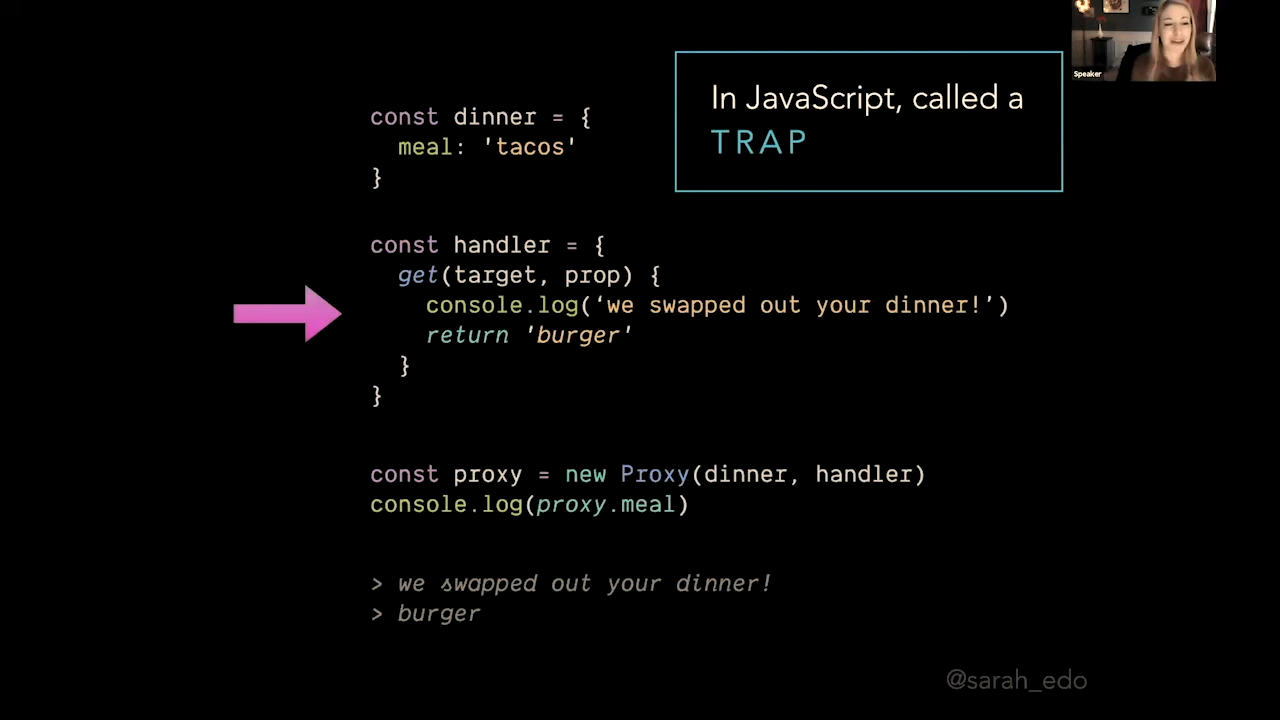 Speaker
In JavaScript, called a
TRAP
const dinner = {
  meal: 'tacos'
}
const handler = {
  get(target, prop) {
    console.log(‘we swapped out your dinner!’)
    return 'burger'
  }
}
const proxy = new Proxy(dinner, handler)
console.log(proxy.meal)
> we swapped out your dinner!
> burger
@sarah_edo